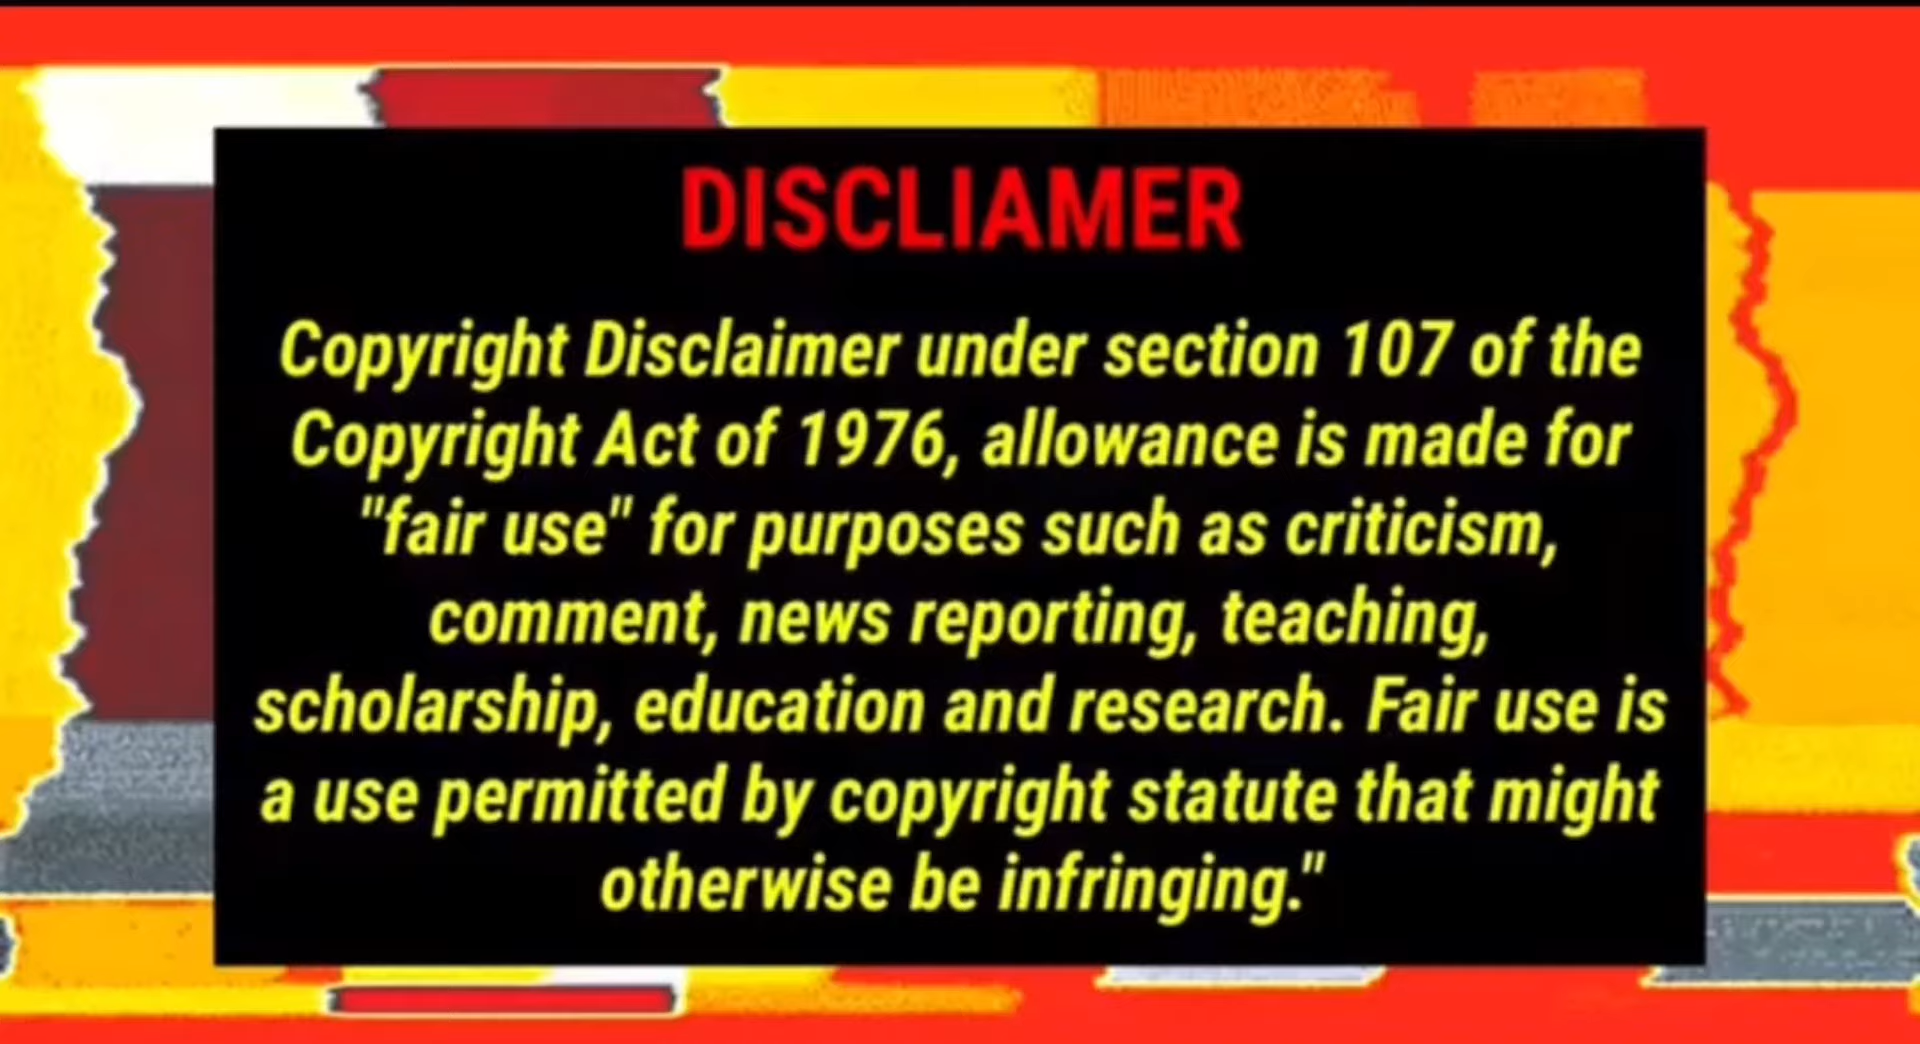 DISCLIAMER
Copyright Disclaimer under section 107 of the
Copyright Act of 1976, allowance is made for
"fair use" for purposes such as criticism,
comment, news reporting, teaching,
scholarship, education and research. Fair use is
a use permitted by copyright statute that might
otherwise be infringing."